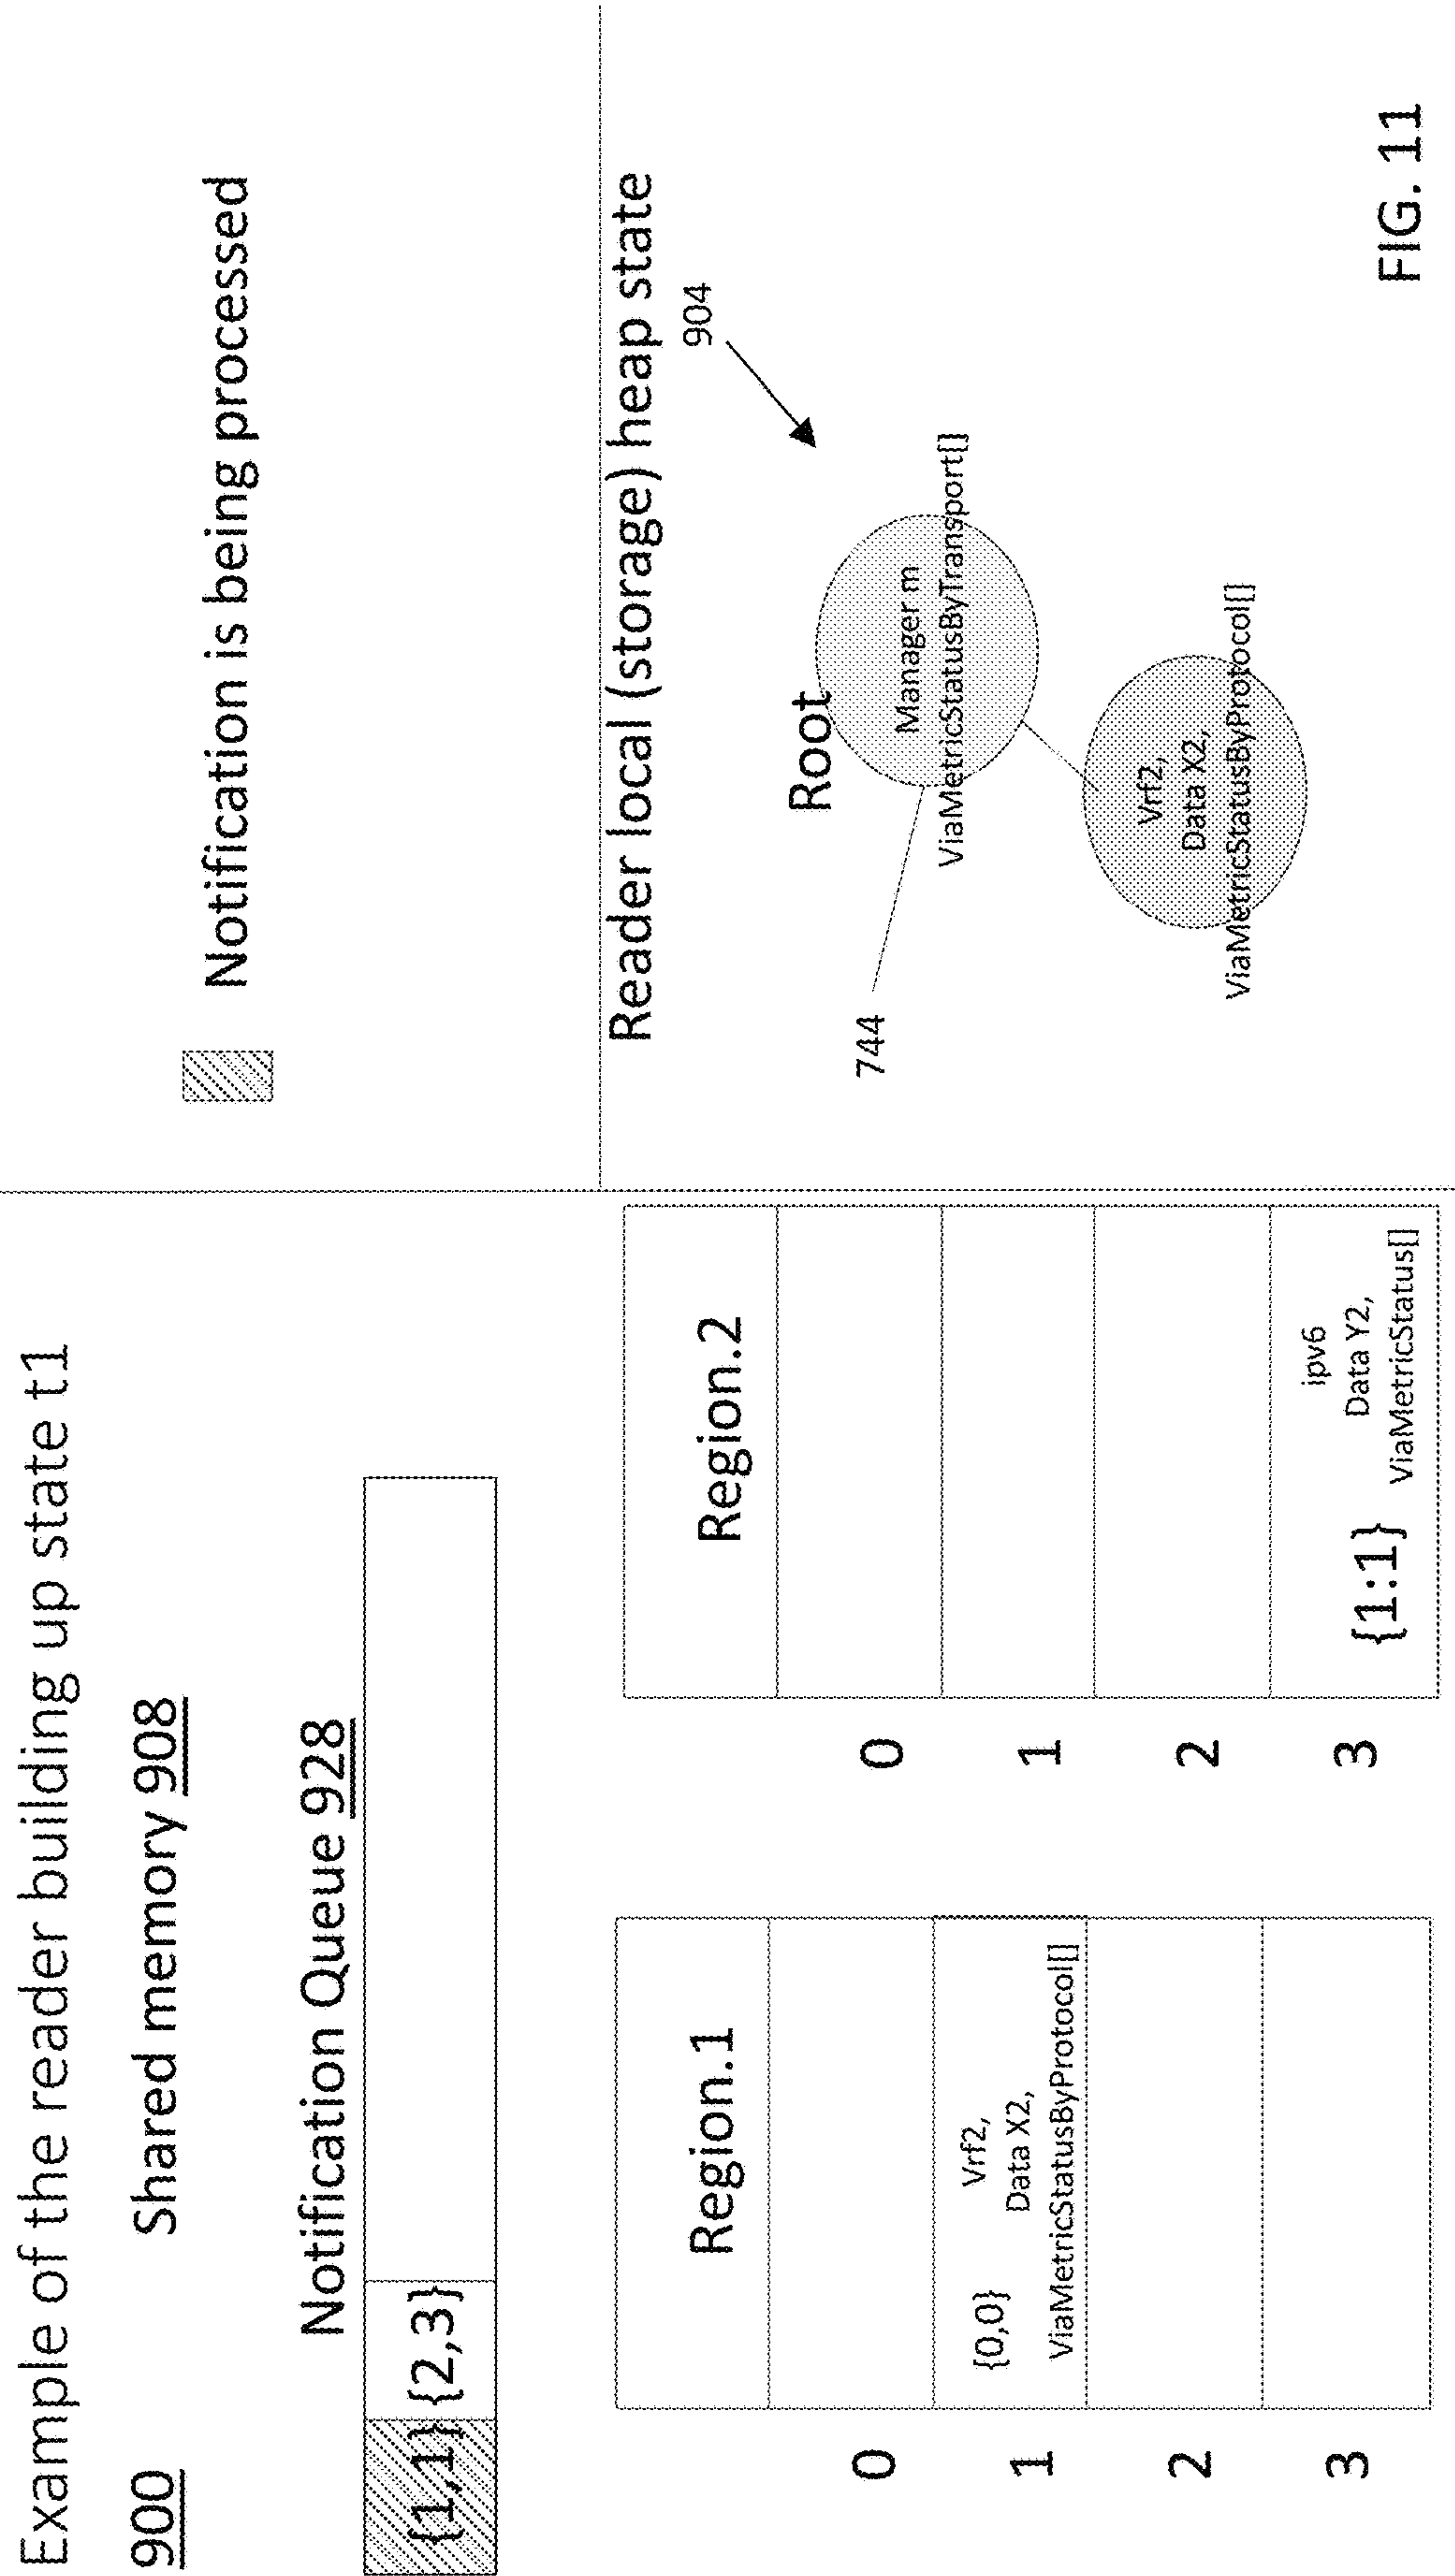 Example of the reader building up state t1
900
Shared memory 908
Notification Queue 928
{1,1}
{2,3}
Region.1
0
1
{0,0}
Vrf2,
Data X2,
ViaMetricStatusByProtocol[]
2
3
Region.2
0
1
2
3
{1:1}
ipv6
Data Y2,
ViaMetricStatus[]
Notification is being processed
Reader local (storage) heap state
904
Root
744
Manager m
ViaMetricStatusByTransport[]
Vrf2,
Data X2,
ViaMetricStatusByProtocol[]
FIG. 11